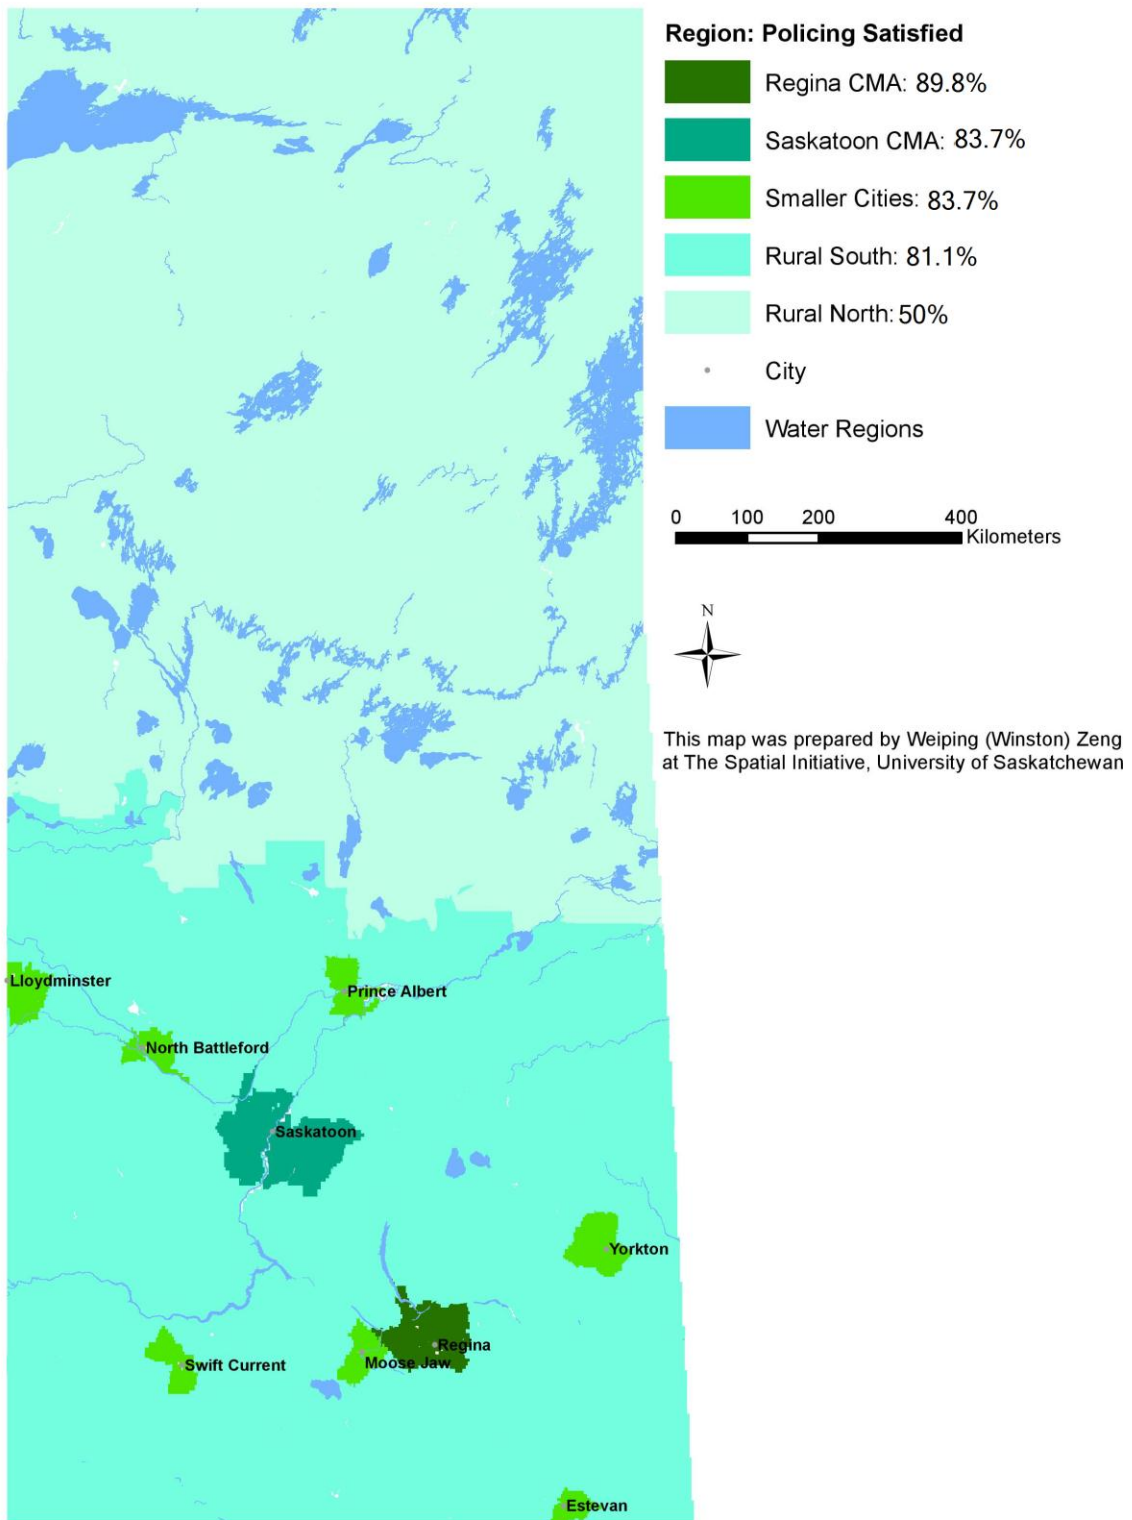 Region: Policing Satisfied
Regina CMA: 89.8%
Saskatoon CMA: 83.7%
Smaller Cities: 83.7%
Rural South: 81.1%
Rural North: 50%
City
Water Regions
0 100 200 400
Kilometers
N
This map was prepared by Weiping (Winston) Zeng
at The Spatial Initiative, University of Saskatchewan
Lloydminster
Prince Albert
North Battleford
Saskatoon
Yorkton
Regina
Moose Jaw
Swift Current
Estevan